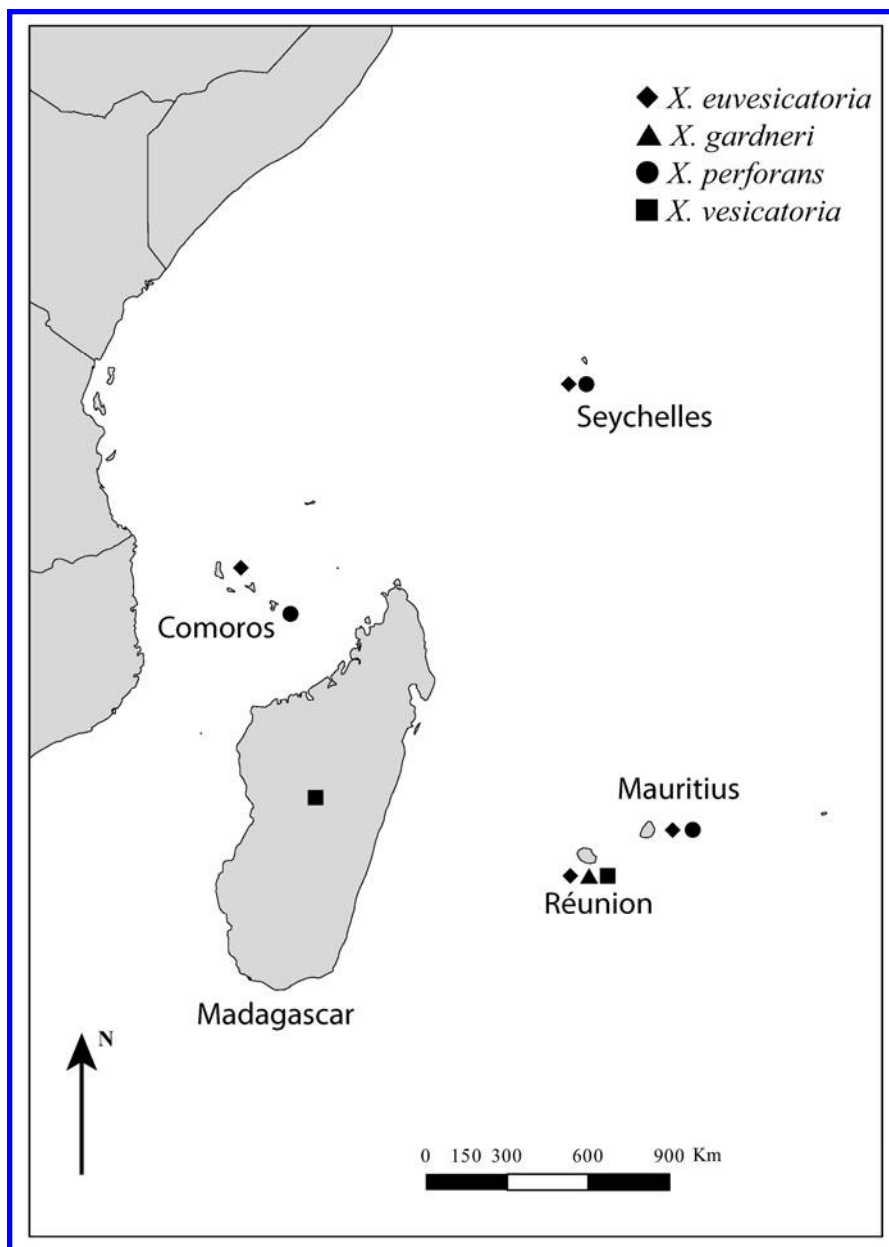 X. euvesicatoria
X. gardneri
X. perforans
X. vesicatoria
Seychelles
Comoros
Mauritius
Réunion
Madagascar
N
0 150 300 600 900 Km